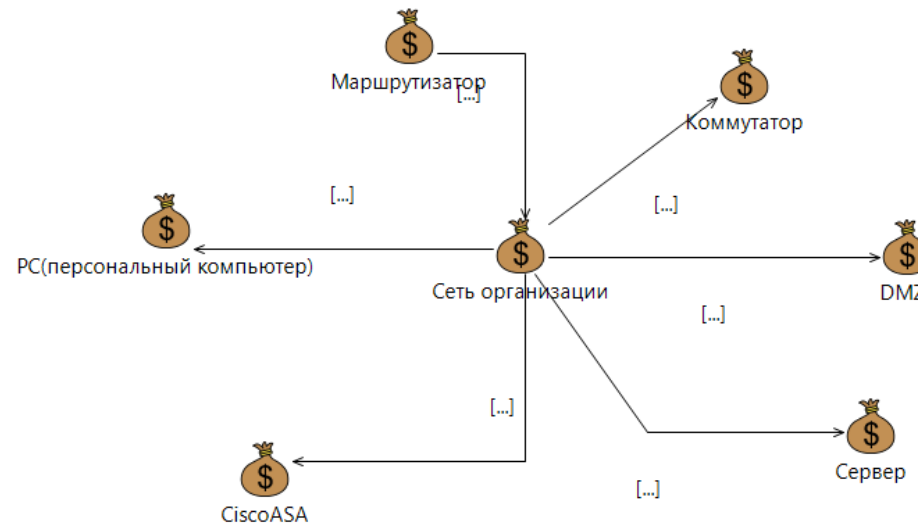 Маршрутизатор
[...]
Коммутатор
[...]
[...]
PC(персональный компьютер)
Сеть организации
DMZ
[...]
[...]
Сервер
[...]
CiscoASA